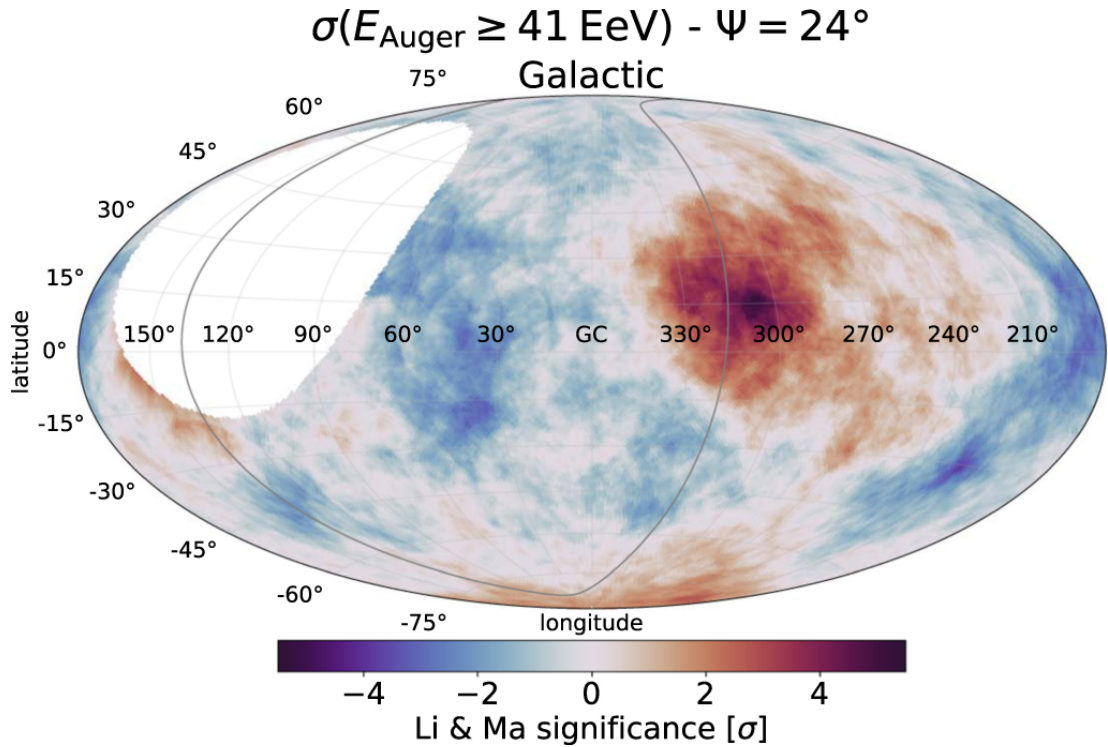 σ(E_Auger ≥ 41 EeV) - Ψ = 24°
Galactic
75°
60°
45°
30°
15°
150° 120° 90° 60° 30° GC 330° 300° 270° 240° 210°
0°
latitude
-15°
-30°
-45°
-60°
-75°
longitude
−4 −2 0 2 4
Li & Ma significance [σ]